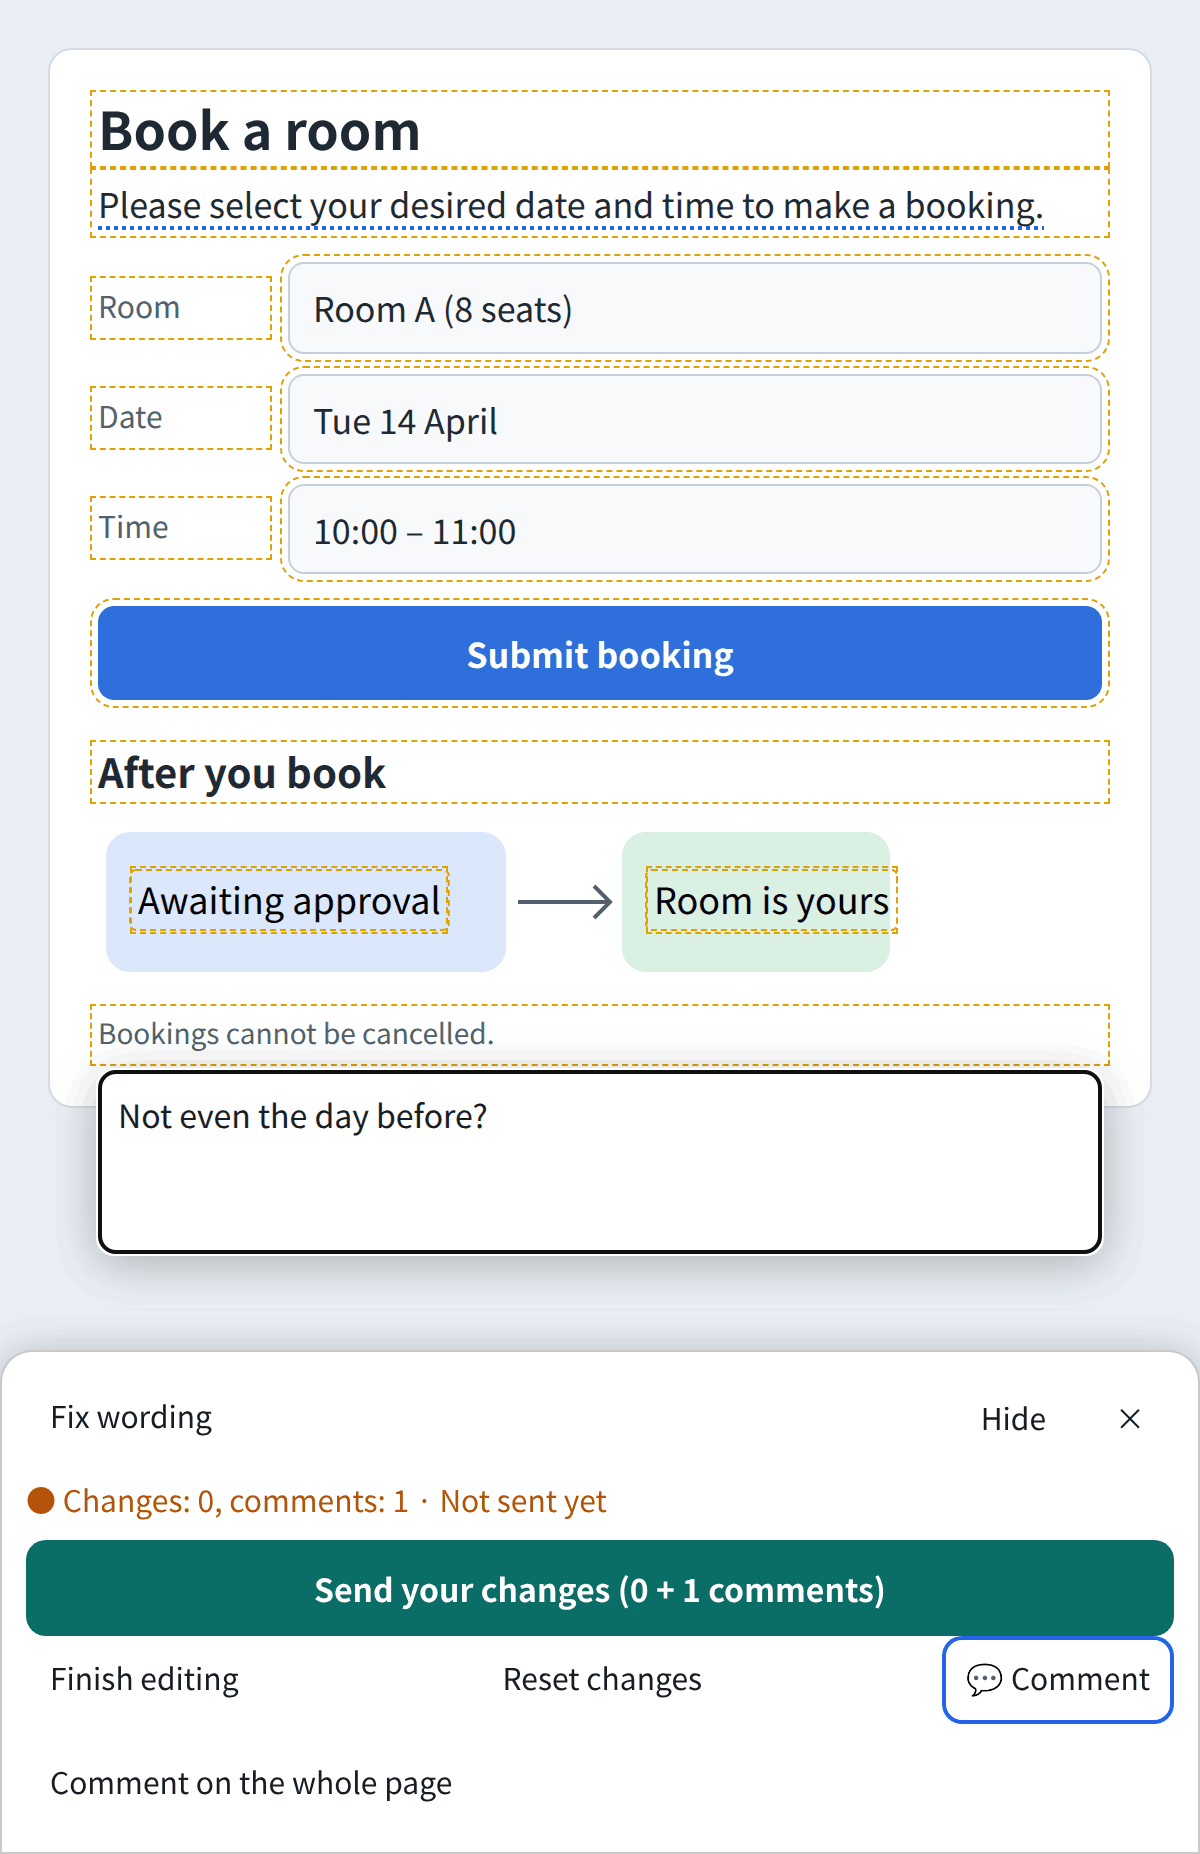 Book a room
Please select your desired date and time to make a booking.
Room
Room A (8 seats)
Date
Tue 14 April
Time
10:00 – 11:00
Submit booking
After you book
Awaiting approval
Room is yours
Bookings cannot be cancelled.
Not even the day before?
Fix wording
Hide ×
Changes: 0, comments: 1 · Not sent yet
Send your changes (0 + 1 comments)
Finish editing
Reset changes
💬 Comment
Comment on the whole page